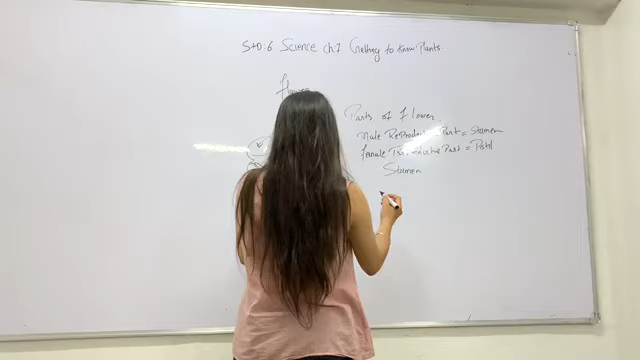 STD:6 Science ch.7 Getting to know Plants.
flower
Parts of flower.
Male Reproductive Part = Stamen
female Part = Pistil
Stamen